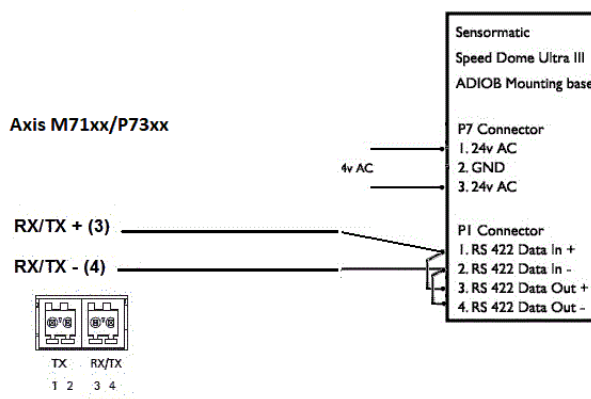 Sensormatic
Speed Dome Ultra III
ADIOB Mounting base
Axis M71xx/P73xx
P7 Connector
1. 24v AC
4v AC
2. GND
3. 24v AC
RX/TX + (3)
P1 Connector
1. RS 422 Data In +
RX/TX - (4)
2. RS 422 Data In -
3. RS 422 Data Out +
4. RS 422 Data Out -
TX RX/TX
1 2 3 4